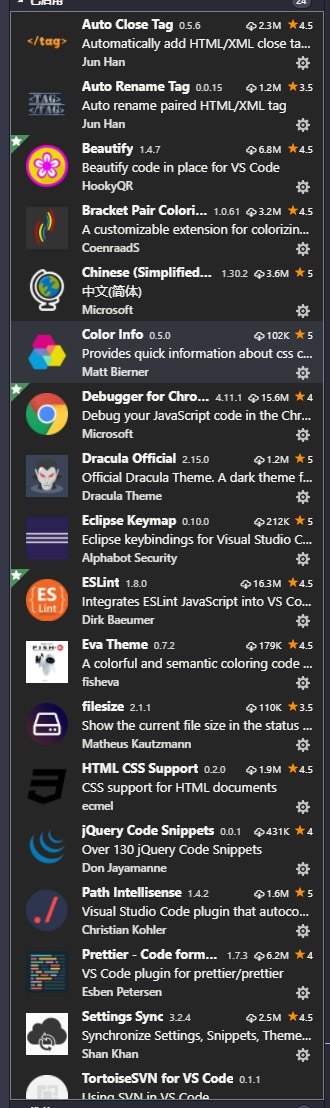 24
Auto Close Tag 0.5.6 2.3M ★4.5
Automatically add HTML/XML close ta...
Jun Han
Auto Rename Tag 0.0.15 1.2M ★3.5
Auto rename paired HTML/XML tag
Jun Han
Beautify 1.4.7 6.8M ★4.5
Beautify code in place for VS Code
HookyQR
Bracket Pair Colori... 1.0.61 3.2M ★4.5
A customizable extension for colorizin...
CoenraadS
Chinese (Simplified... 1.30.2 3.6M ★5
中文(简体)
Microsoft
Color Info 0.5.0 102K ★5
Provides quick information about css c...
Matt Bierner
Debugger for Chro... 4.11.1 15.6M ★4
Debug your JavaScript code in the Chr...
Microsoft
Dracula Official 2.15.0 1.2M ★5
Official Dracula Theme. A dark theme f...
Dracula Theme
Eclipse Keymap 0.10.0 212K ★5
Eclipse keybindings for Visual Studio C...
Alphabot Security
ESLint 1.8.0 16.3M ★4.5
Integrates ESLint JavaScript into VS Co...
Dirk Baeumer
Eva Theme 0.7.2 179K ★4.5
A colorful and semantic coloring code ...
fisheva
filesize 2.1.1 110K ★3.5
Show the current file size in the status ...
Matheus Kautzmann
HTML CSS Support 0.2.0 1.9M ★4.5
CSS support for HTML documents
ecmel
jQuery Code Snippets 0.0.1 431K ★4
Over 130 jQuery Code Snippets
Don Jayamanne
Path Intellisense 1.4.2 1.6M ★5
Visual Studio Code plugin that autoco...
Christian Kohler
Prettier - Code form... 1.7.3 6.2M ★4
VS Code plugin for prettier/prettier
Esben Petersen
Settings Sync 3.2.4 2.5M ★4.5
Synchronize Settings, Snippets, Theme...
Shan Khan
TortoiseSVN for VS Code 0.1.1
Using SVN in VS Code